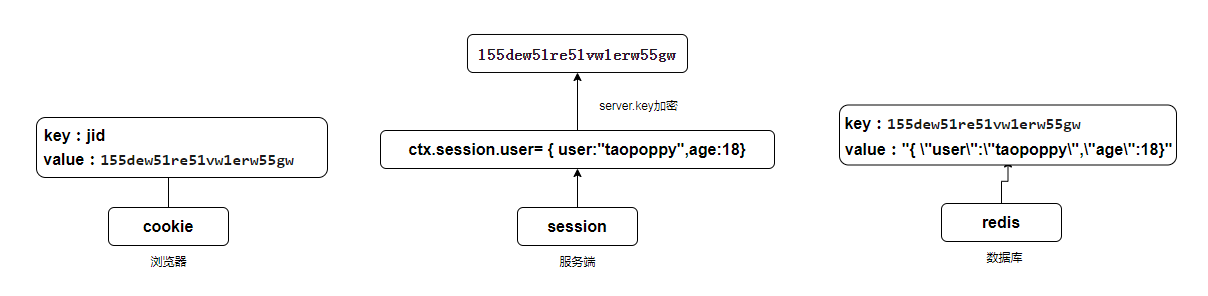 key：jid
value：155dew51re51vw1erw55gw
cookie
浏览器
155dew51re51vw1erw55gw
server.key加密
ctx.session.user= { user:"taopoppy",age:18}
session
服务端
key：155dew51re51vw1erw55gw
value："{ \"user\":\"taopoppy\",\"age\":18}"
redis
数据库